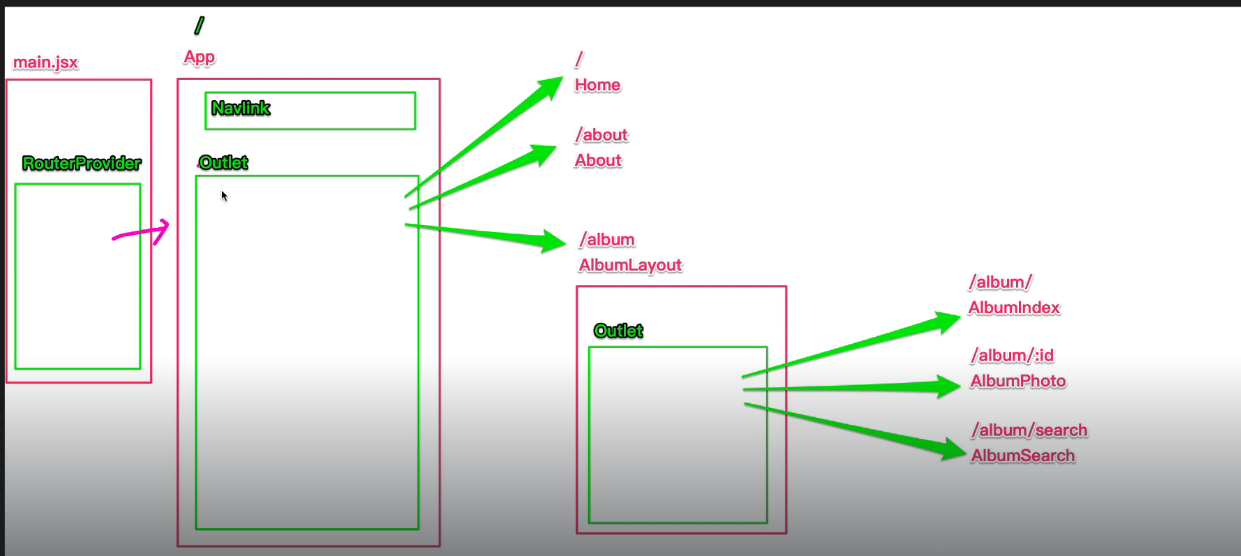 main.jsx
RouterProvider
/
App
Navlink
Outlet
/
Home
/about
About
/album
AlbumLayout
Outlet
/album/
AlbumIndex
/album/:id
AlbumPhoto
/album/search
AlbumSearch